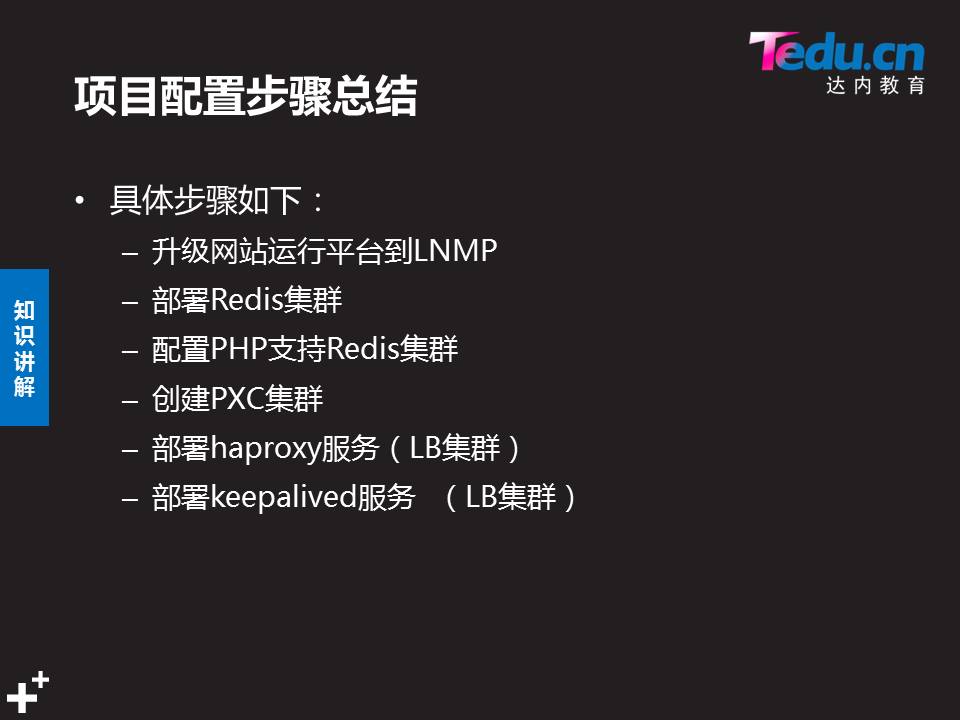 Tedu.cn
达内教育
项目配置步骤总结
• 具体步骤如下：
– 升级网站运行平台到LNMP
– 部署Redis集群
– 配置PHP支持Redis集群
– 创建PXC集群
– 部署haproxy服务（LB集群）
– 部署keepalived服务 （LB集群）
知识讲解